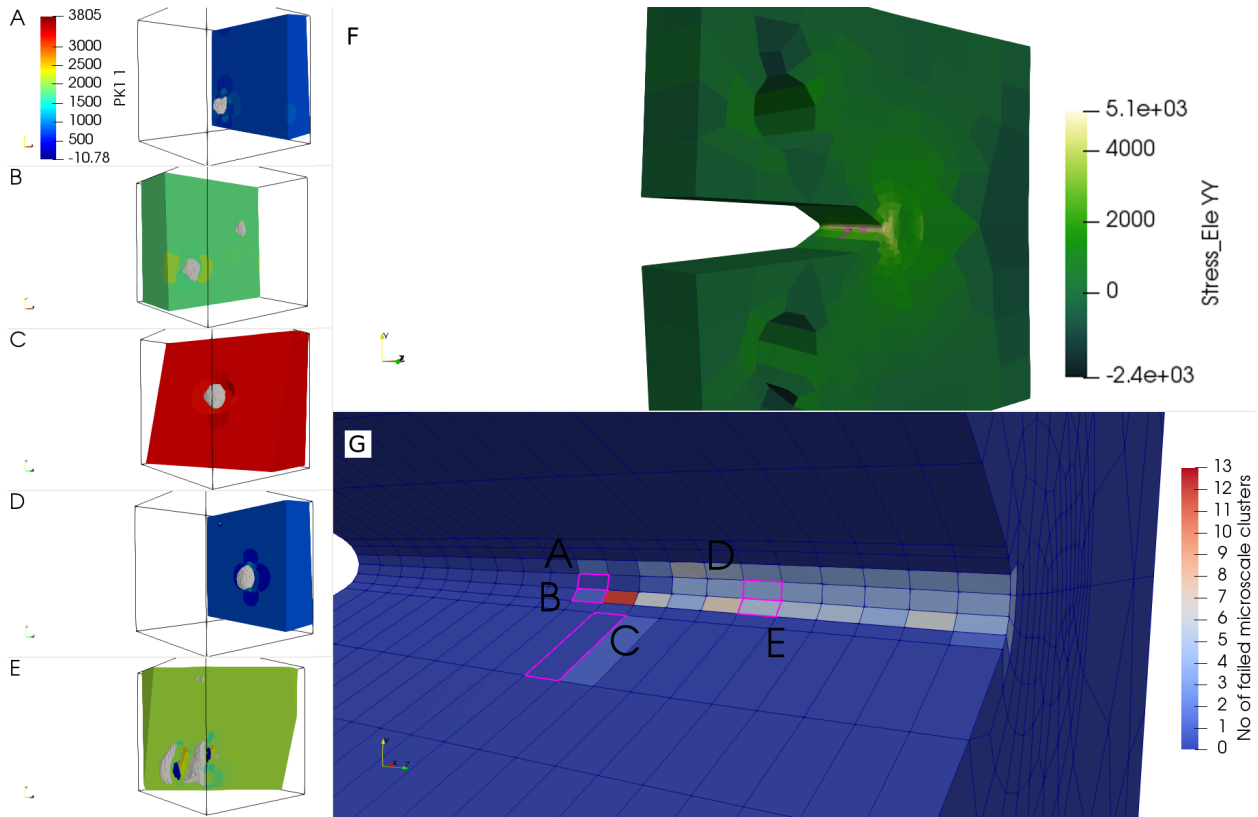 A
3805
3000
2500
2000
1500
1000
500
-10.78
PK1 1
B
C
D
E
F
5.1e+03
4000
2000
0
-2.4e+03
Stress_Ele YY
Y
Z
G
A
B
C
D
E
13
12
11
10
9
8
7
6
5
4
3
2
1
0
No of failed microscale clusters
Y
X
Z